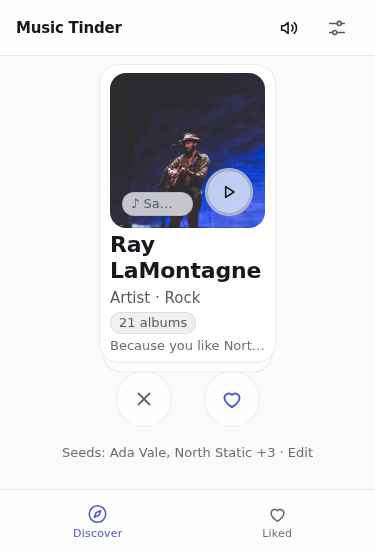 Music Tinder
♪ Sa…
Ray
LaMontagne
Artist · Rock
21 albums
Because you like Nort…
Seeds: Ada Vale, North Static +3 · Edit
Discover
Liked